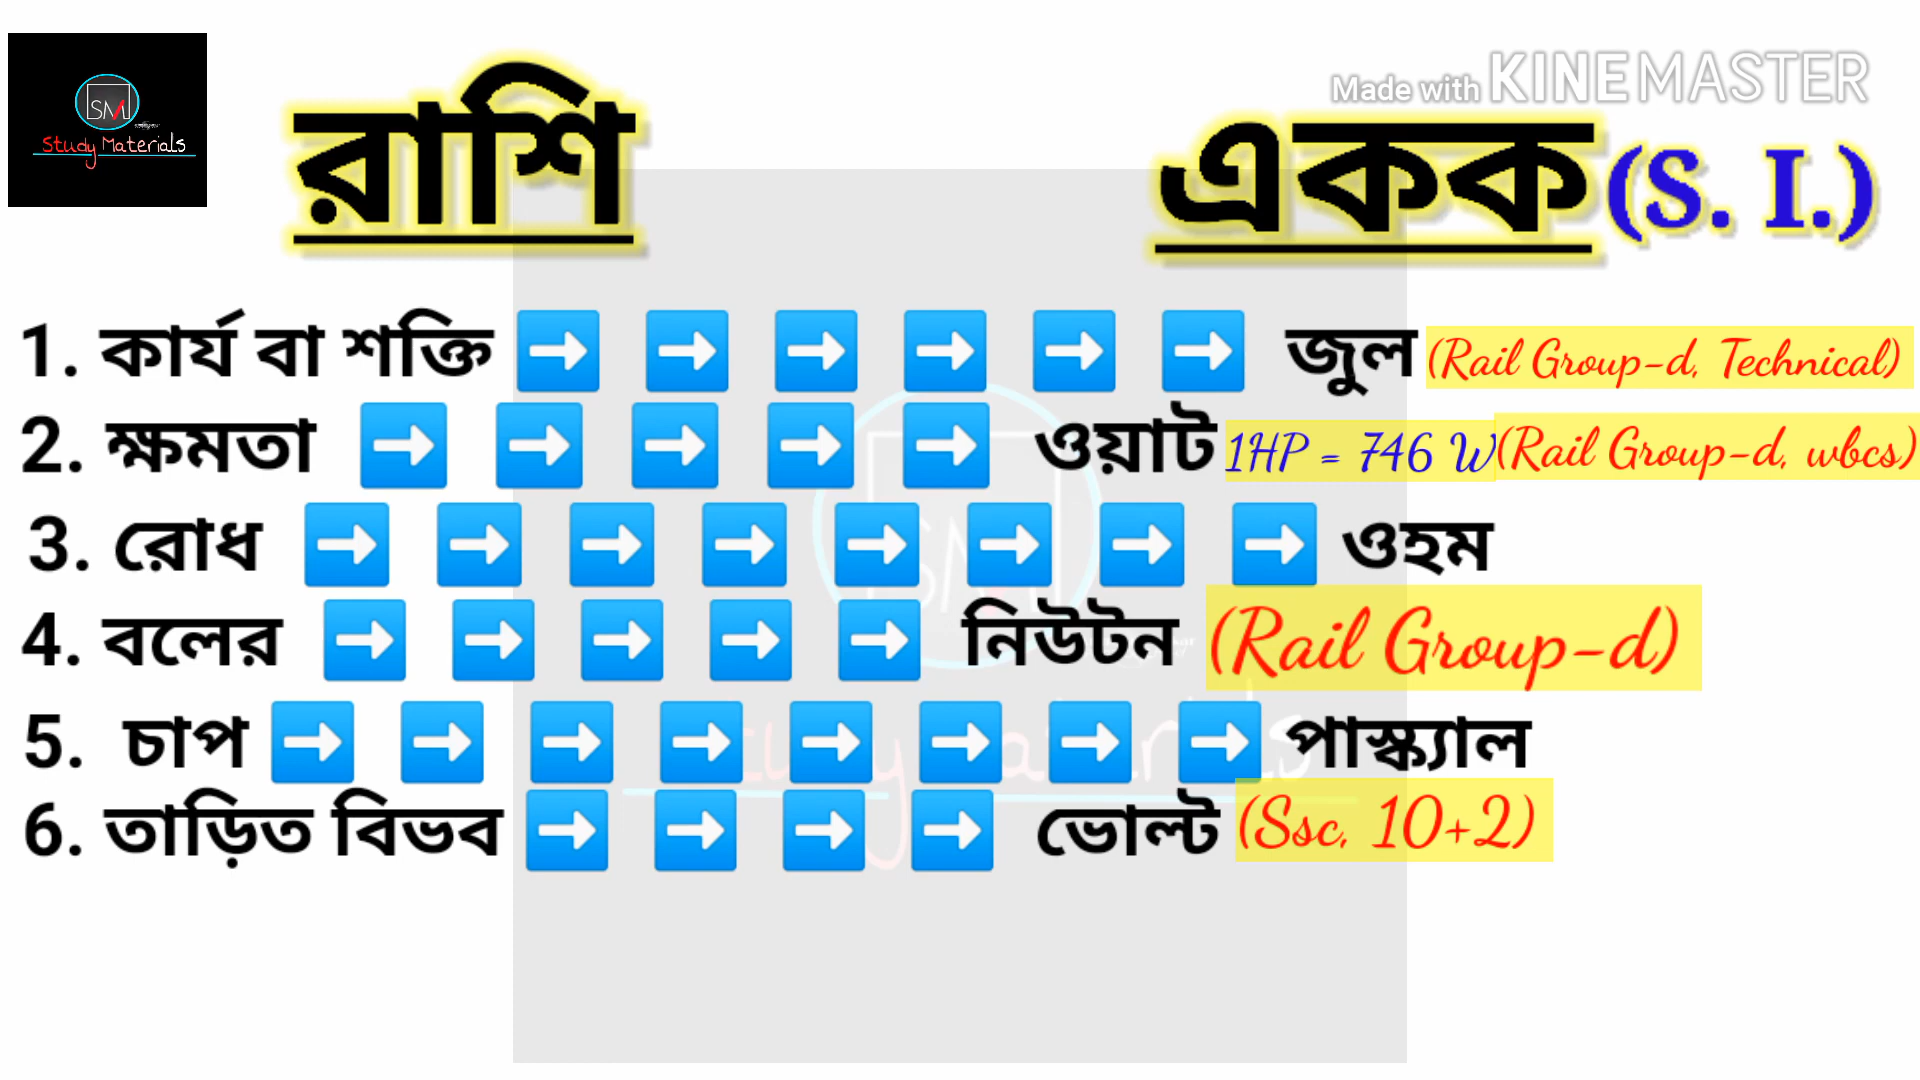 SM
Study Materials
Made with KINEMASTER
রাশি
একক (S. I.)
1. কার্য বা শক্তি ➡ ➡ ➡ ➡ ➡ ➡ জুল (Rail Group-d, Technical)
2. ক্ষমতা ➡ ➡ ➡ ➡ ➡ ওয়াট 1HP = 746 W (Rail Group-d, wbcs)
3. রোধ ➡ ➡ ➡ ➡ ➡ ➡ ➡ ➡ ওহম
4. বলের ➡ ➡ ➡ ➡ ➡ নিউটন (Rail Group-d)
5. চাপ ➡ ➡ ➡ ➡ ➡ ➡ ➡ ➡ পাস্ক্যাল
6. তাড়িত বিভব ➡ ➡ ➡ ➡ ভোল্ট (Ssc, 10+2)